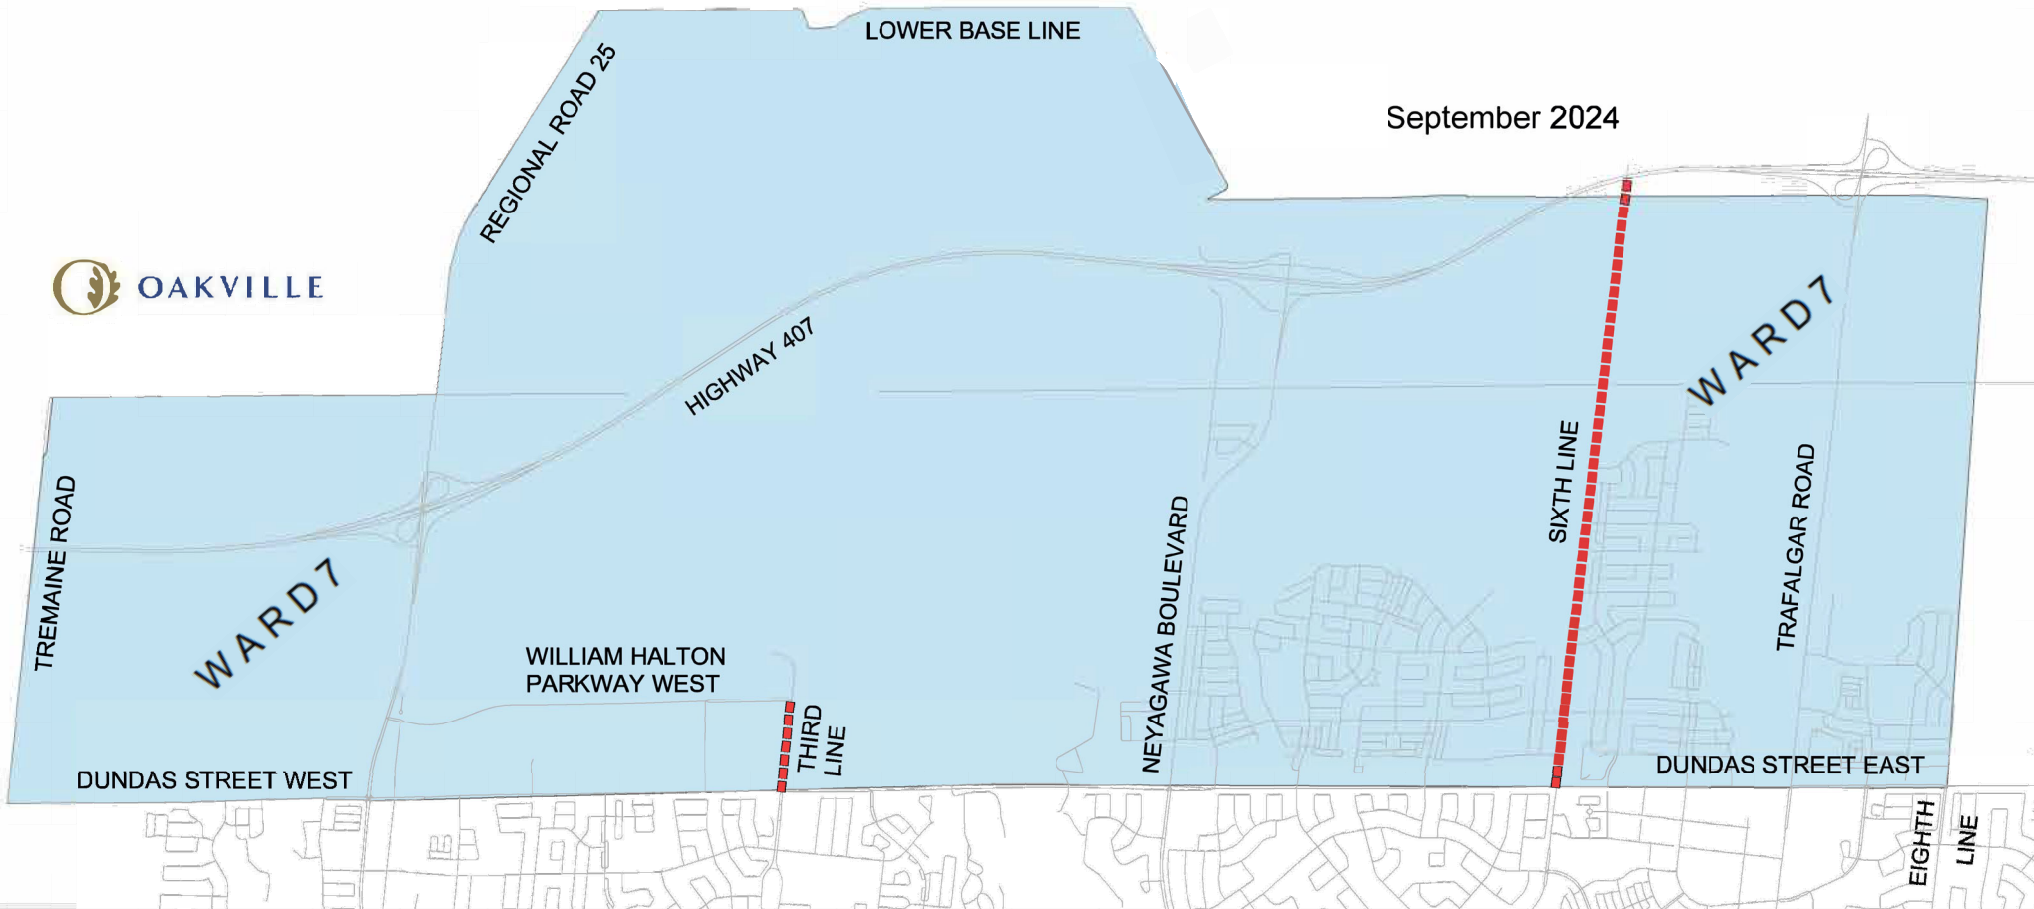 LOWER BASE LINE
REGIONAL ROAD 25
September 2024
OAKVILLE
HIGHWAY 407
WARD 7
SIXTH LINE
TREMAINE ROAD
TRAFALGAR ROAD
NEYAGAWA BOULEVARD
WARD 7
WILLIAM HALTON
PARKWAY WEST
THIRD
LINE
DUNDAS STREET WEST
DUNDAS STREET EAST
EIGHTH
LINE